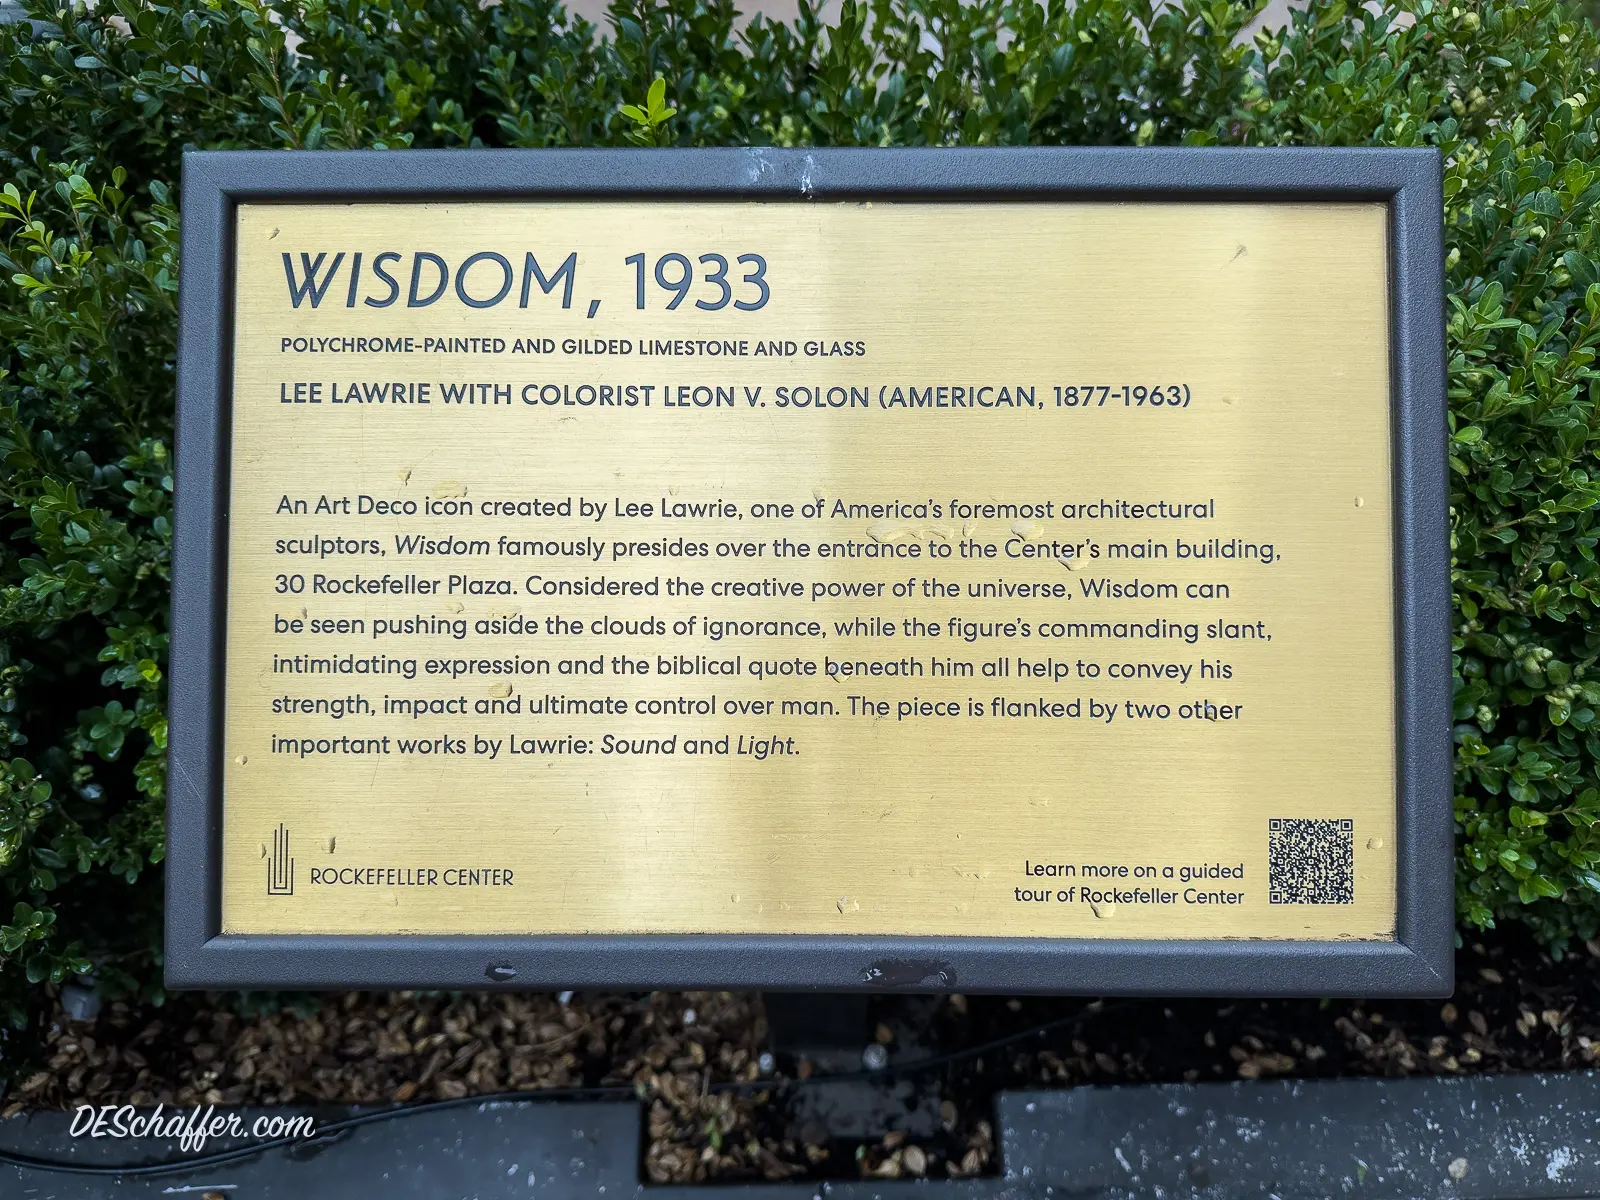 WISDOM, 1933
POLYCHROME-PAINTED AND GILDED LIMESTONE AND GLASS
LEE LAWRIE WITH COLORIST LEON V. SOLON (AMERICAN, 1877-1963)
An Art Deco icon created by Lee Lawrie, one of America's foremost architectural
sculptors, Wisdom famously presides over the entrance to the Center's main building,
30 Rockefeller Plaza. Considered the creative power of the universe, Wisdom can
be seen pushing aside the clouds of ignorance, while the figure's commanding slant,
intimidating expression and the biblical quote beneath him all help to convey his
strength, impact and ultimate control over man. The piece is flanked by two other
important works by Lawrie: Sound and Light.
ROCKEFELLER CENTER
Learn more on a guided
tour of Rockefeller Center
DESchaffer.com